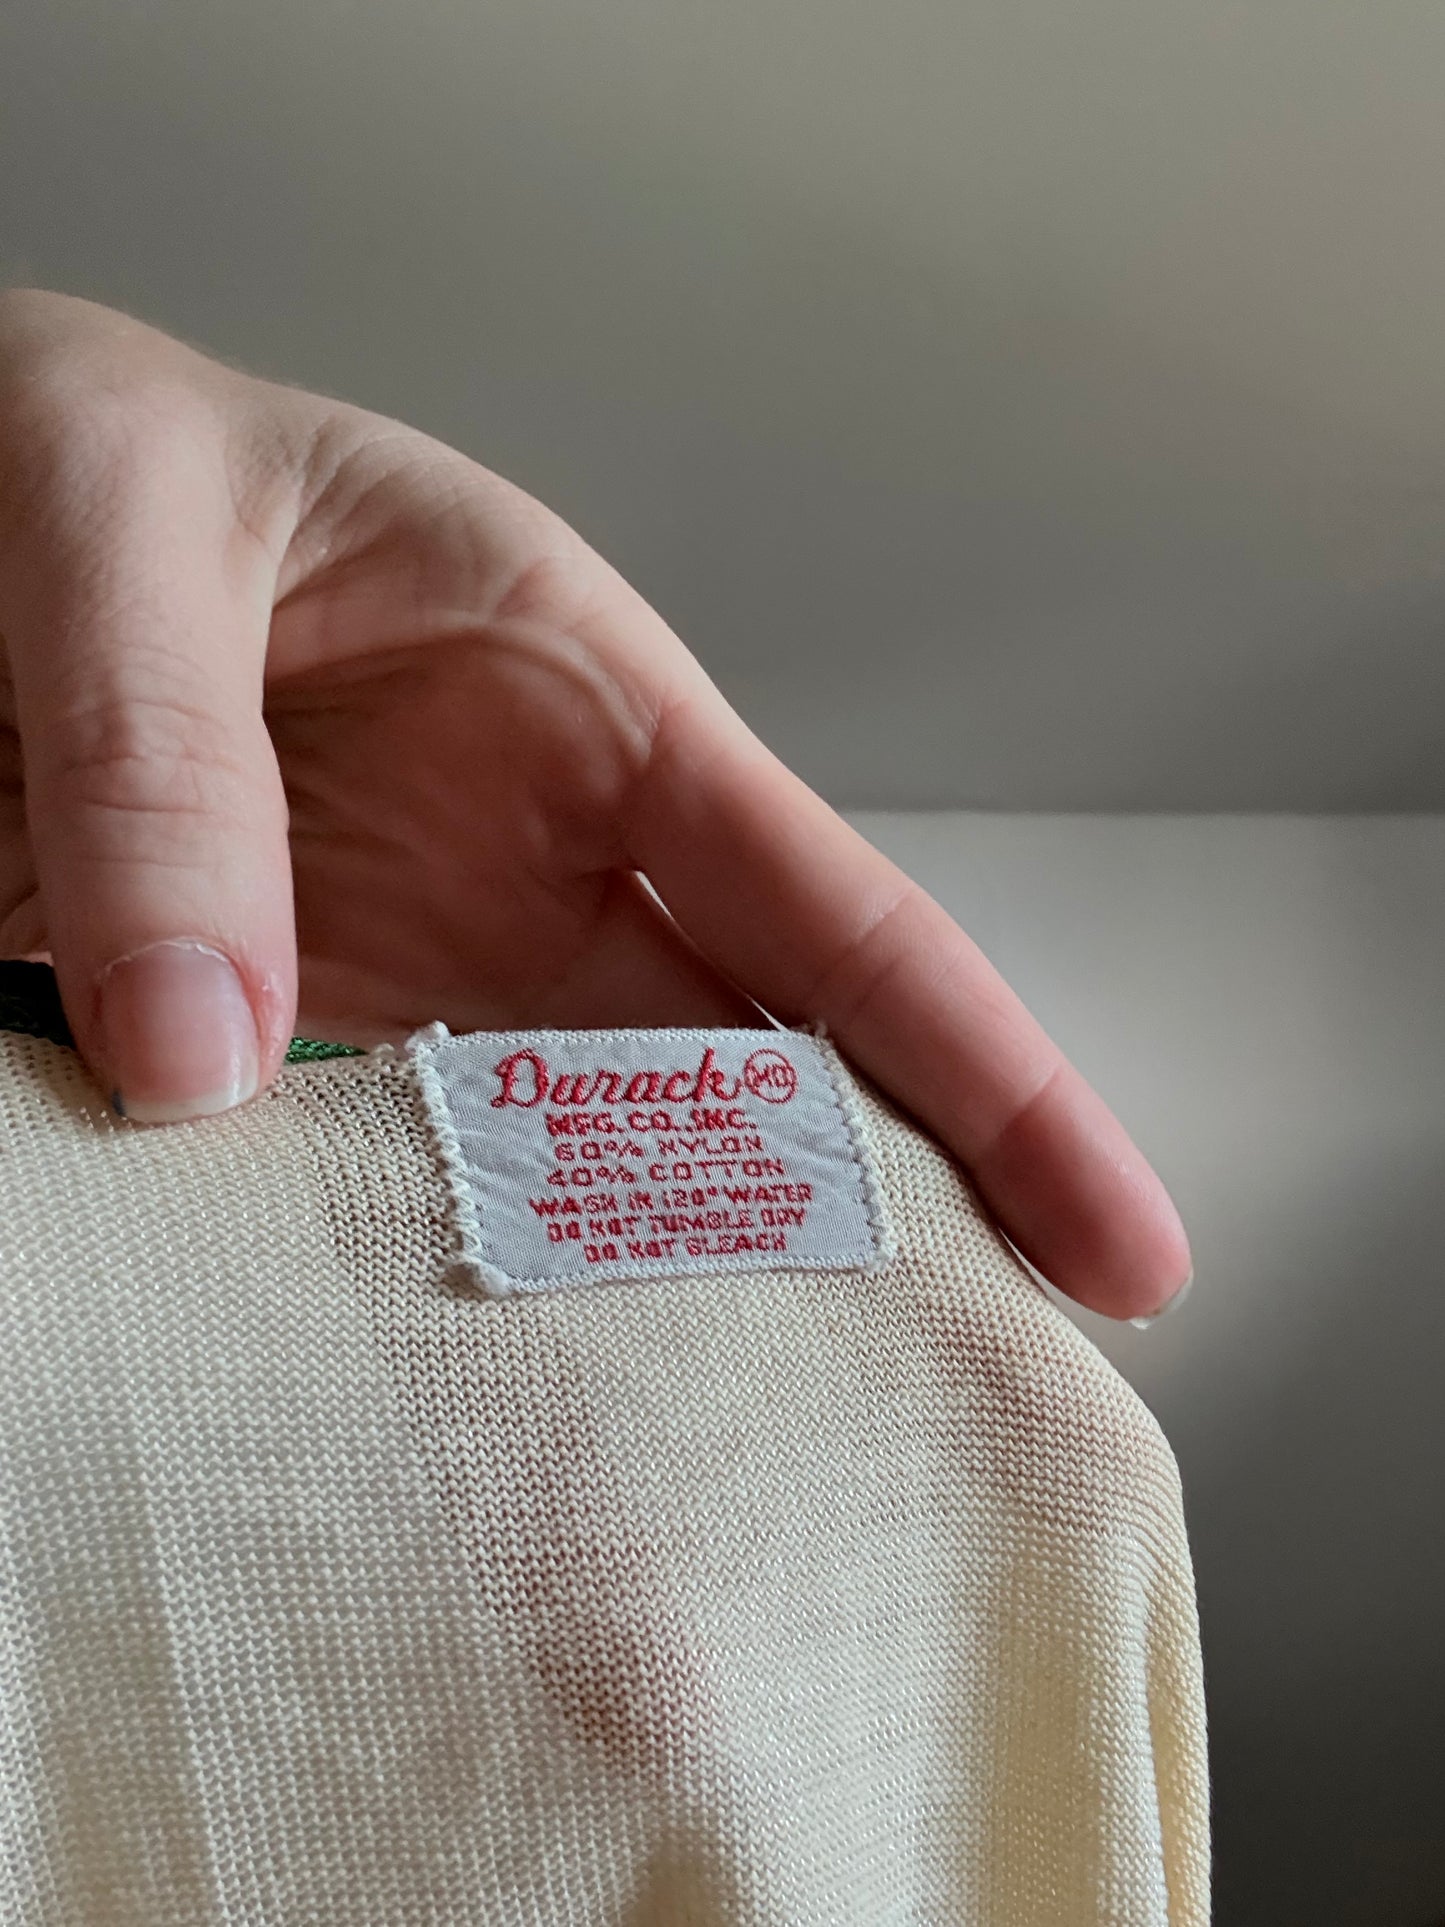 Durack MD
MFG. CO., INC.
60% NYLON
40% COTTON
WASH IN 120° WATER
DO NOT TUMBLE DRY
DO NOT BLEACH